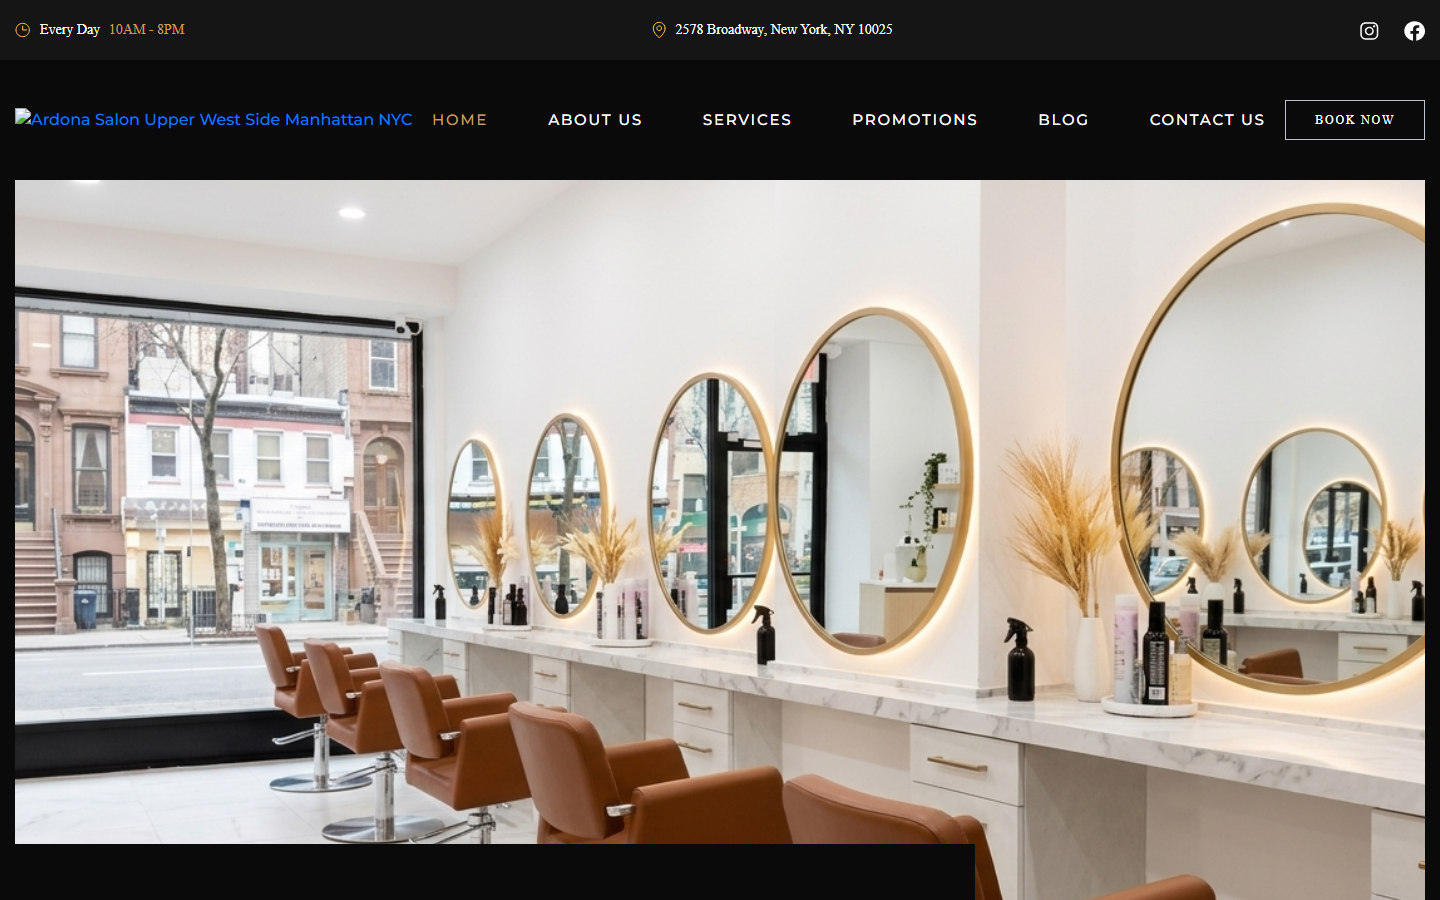 Every Day 10AM - 8PM
2578 Broadway, New York, NY 10025
Ardona Salon Upper West Side Manhattan NYC
HOME
ABOUT US
SERVICES
PROMOTIONS
BLOG
CONTACT US
BOOK NOW